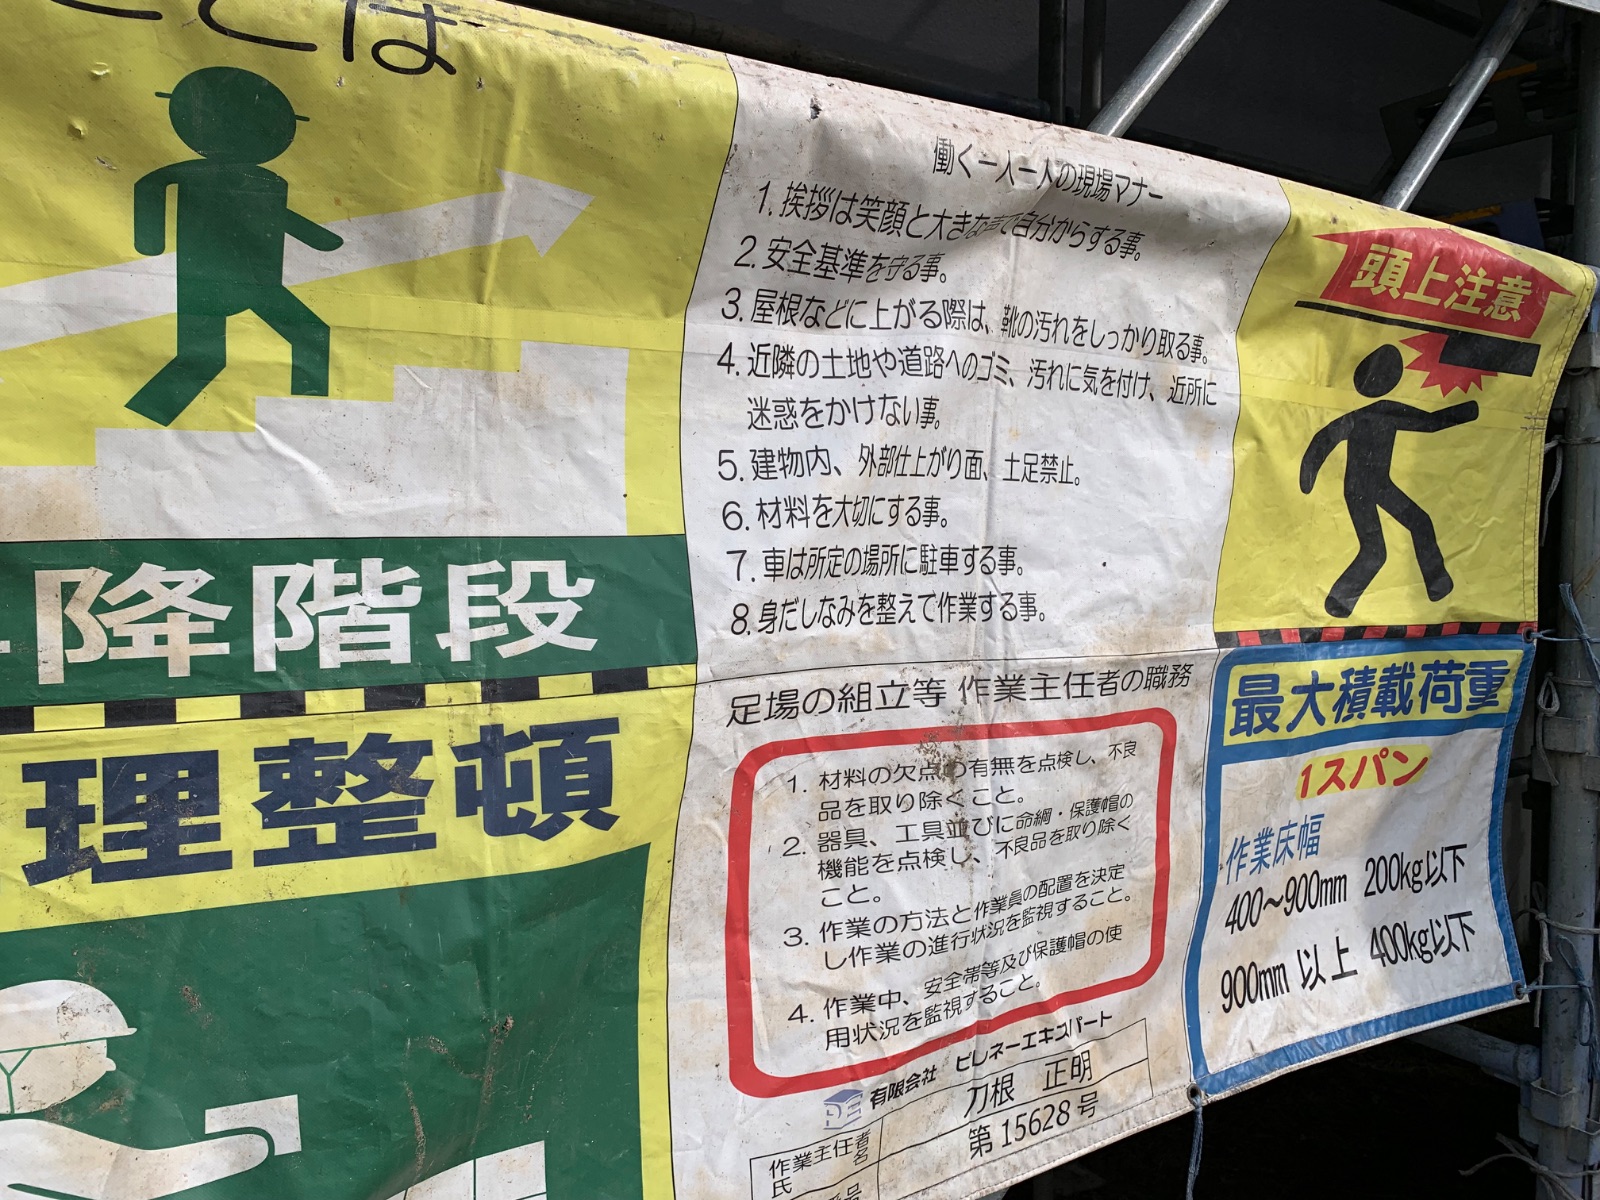 とは
降階段
理整頓
働く一人一人の現場マナー
1. 挨拶は笑顔と大きな声で自分からする事。
2. 安全基準を守る事。
3. 屋根などに上がる際は、靴の汚れをしっかり取る事。
4. 近隣の土地や道路へのゴミ、汚れに気を付け、近所に
迷惑をかけない事。
5. 建物内、外部仕上がり面、土足禁止。
6. 材料を大切にする事。
7. 車は所定の場所に駐車する事。
8. 身だしなみを整えて作業する事。
足場の組立等 作業主任者の職務
1. 材料の欠点の有無を点検し、不良
品を取り除くこと。
2. 器具、工具並びに命綱・保護帽の
機能を点検し、不良品を取り除く
こと。
3. 作業の方法と作業員の配置を決定
し作業の進行状況を監視すること。
4. 作業中、安全帯等及び保護帽の使
用状況を監視すること。
有限会社 ピレネーエキスパート
作業主任者
氏 名
刀根 正明
第15628号
頭上注意
最大積載荷重
1スパン
作業床幅
400～900mm 200kg以下
900mm 以上 400kg以下